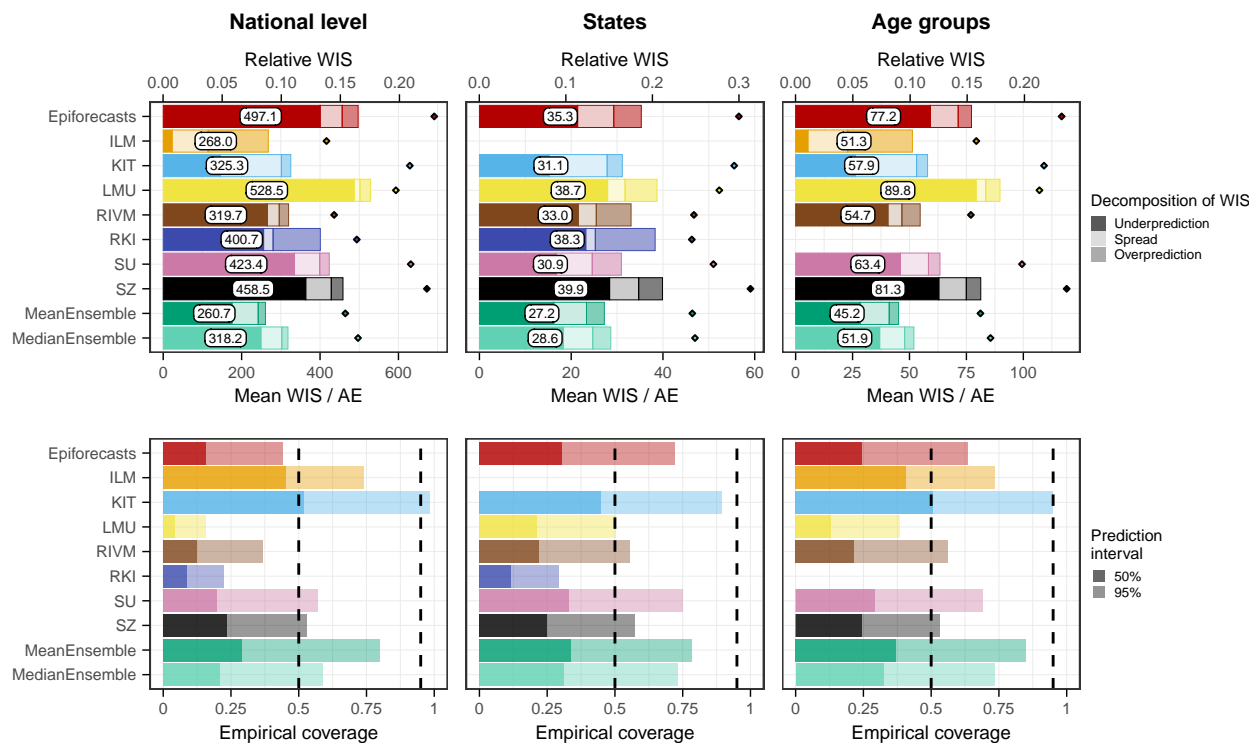 National level
States
Age groups
Relative WIS
Relative WIS
Relative WIS
0.00 0.05 0.10 0.15 0.20
0.0 0.1 0.2 0.3
0.00 0.05 0.10 0.15 0.20
Epiforecasts 497.1 35.3 77.2
ILM 268.0 51.3
KIT 325.3 31.1 57.9
LMU 528.5 38.7 89.8
RIVM 319.7 33.0 54.7
RKI 400.7 38.3
SU 423.4 30.9 63.4
SZ 458.5 39.9 81.3
MeanEnsemble 260.7 27.2 45.2
MedianEnsemble 318.2 28.6 51.9
0 200 400 600
0 20 40 60
0 25 50 75 100
Mean WIS / AE
Mean WIS / AE
Mean WIS / AE
Decomposition of WIS
Underprediction
Spread
Overprediction
Epiforecasts
ILM
KIT
LMU
RIVM
RKI
SU
SZ
MeanEnsemble
MedianEnsemble
0 0.25 0.5 0.75 1
0 0.25 0.5 0.75 1
0 0.25 0.5 0.75 1
Empirical coverage
Empirical coverage
Empirical coverage
Prediction
interval
50%
95%